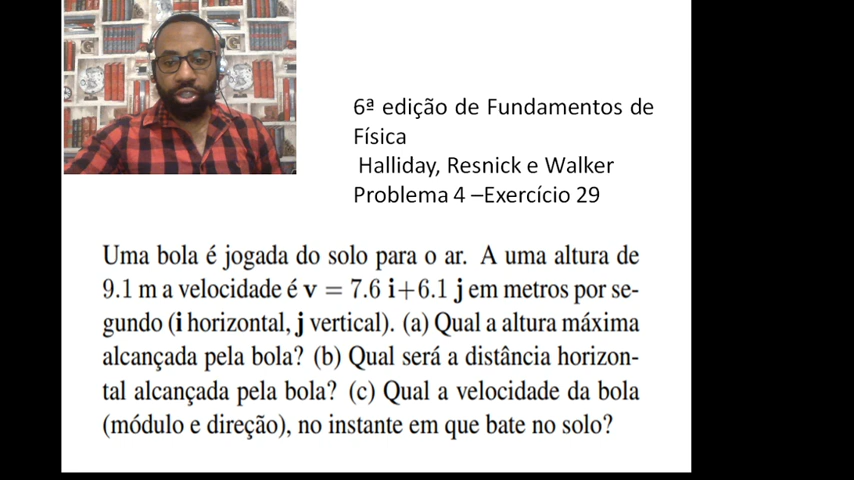 6ª edição de Fundamentos de
Física
Halliday, Resnick e Walker
Problema 4 –Exercício 29
Uma bola é jogada do solo para o ar. A uma altura de
9.1 m a velocidade é v = 7.6 i+6.1 j em metros por se-
gundo (i horizontal, j vertical). (a) Qual a altura máxima
alcançada pela bola? (b) Qual será a distância horizon-
tal alcançada pela bola? (c) Qual a velocidade da bola
(módulo e direção), no instante em que bate no solo?